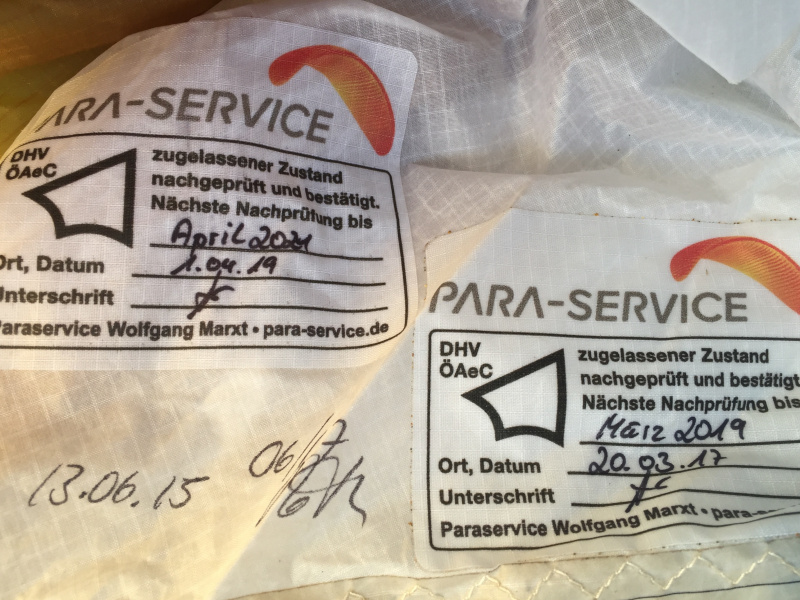 PARA-SERVICE
DHV
ÖAeC
zugelassener Zustand
nachgeprüft und bestätigt.
Nächste Nachprüfung bis
April 2021
Ort, Datum 1.04.19
Unterschrift
Paraservice Wolfgang Marxt • para-service.de
PARA-SERVICE
DHV
ÖAeC
zugelassener Zustand
nachgeprüft und bestätigt
Nächste Nachprüfung bis
März 2019
Ort, Datum 20.03.17
Unterschrift
Paraservice Wolfgang Marxt • para-se
13.06.15